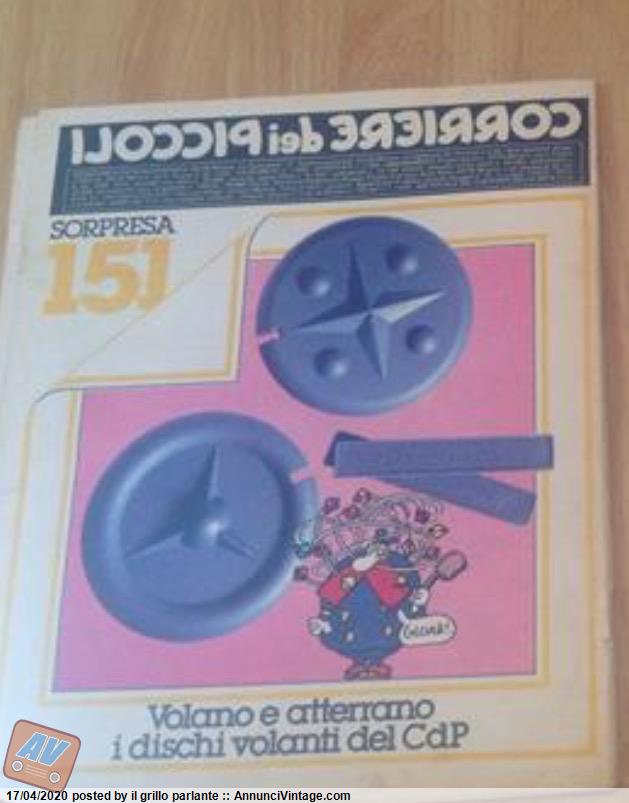 CORRIERE dei PICCOLI
SORPRESA
151
GLOAB!
Volano e atterrano
i dischi volanti del CdP
AV
17/04/2020 posted by il grillo parlante :: AnnunciVintage.com